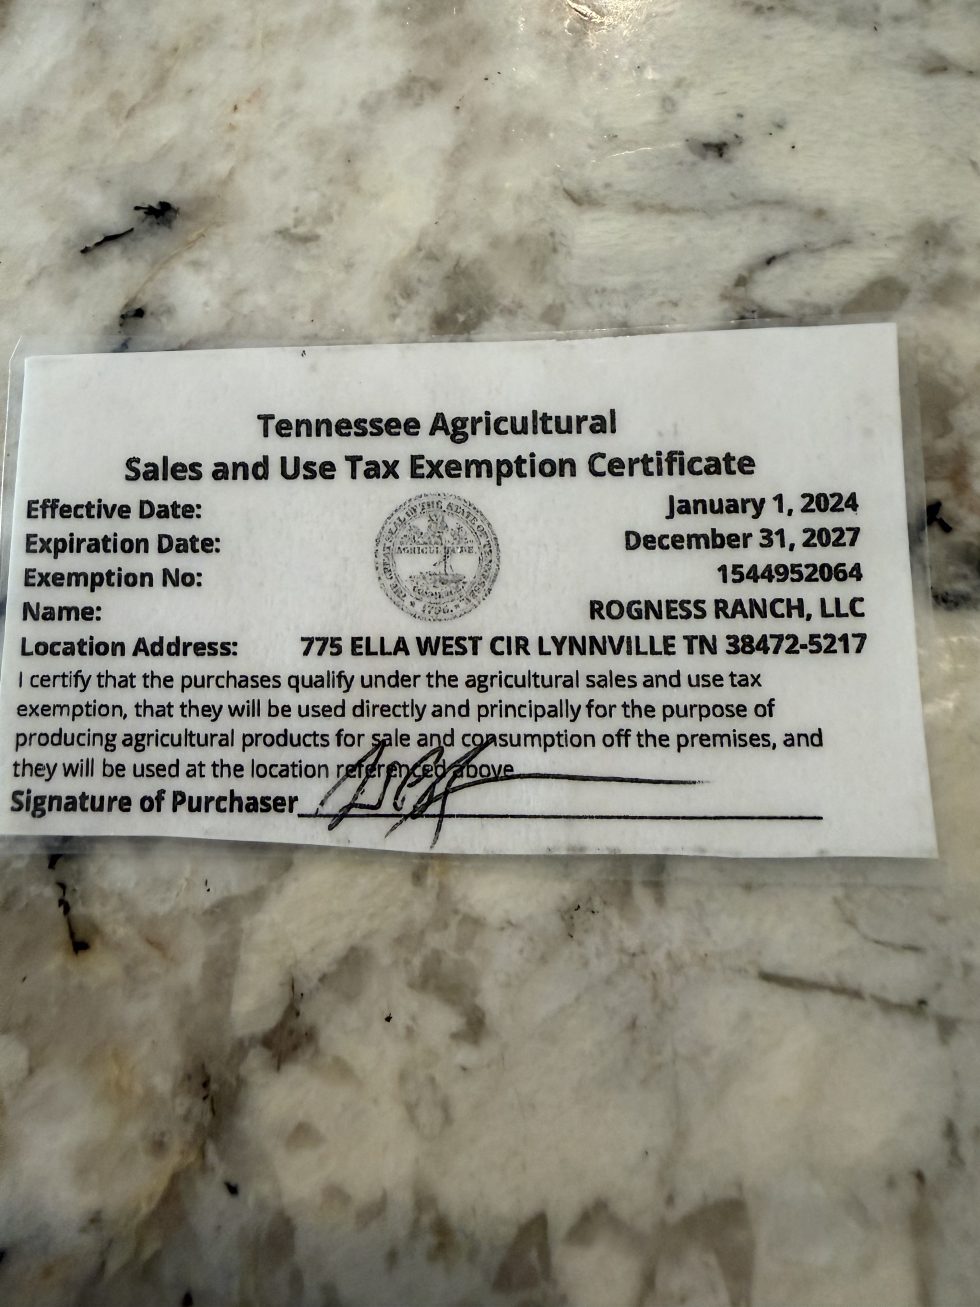 Tennessee Agricultural
Sales and Use Tax Exemption Certificate
Effective Date: January 1, 2024
Expiration Date: December 31, 2027
Exemption No: 1544952064
Name: ROGNESS RANCH, LLC
Location Address: 775 ELLA WEST CIR LYNNVILLE TN 38472-5217
AGRICULTURE
1796
I certify that the purchases qualify under the agricultural sales and use tax
exemption, that they will be used directly and principally for the purpose of
producing agricultural products for sale and consumption off the premises, and
they will be used at the location referenced above
Signature of Purchaser